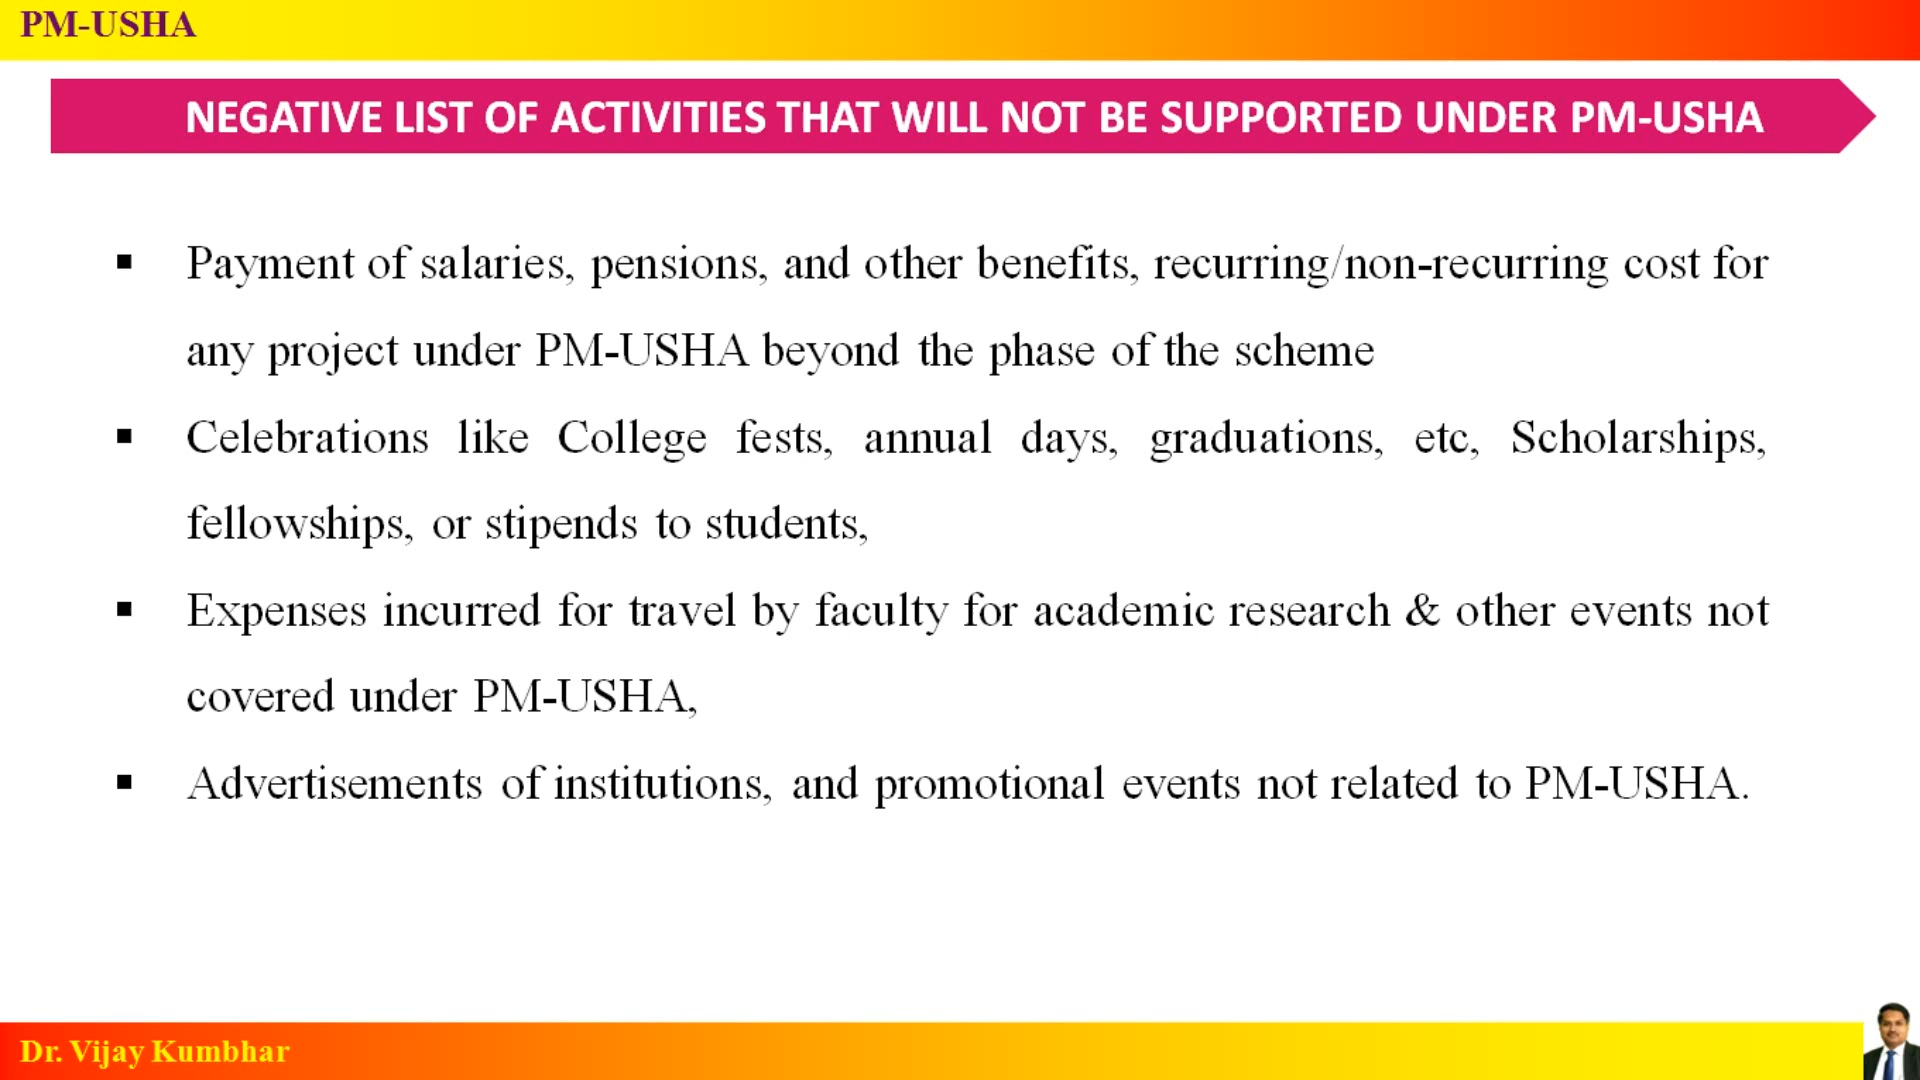 PM-USHA
NEGATIVE LIST OF ACTIVITIES THAT WILL NOT BE SUPPORTED UNDER PM-USHA
▪ Payment of salaries, pensions, and other benefits, recurring/non-recurring cost for
any project under PM-USHA beyond the phase of the scheme
▪ Celebrations like College fests, annual days, graduations, etc, Scholarships,
fellowships, or stipends to students,
▪ Expenses incurred for travel by faculty for academic research & other events not
covered under PM-USHA,
▪ Advertisements of institutions, and promotional events not related to PM-USHA.
Dr. Vijay Kumbhar